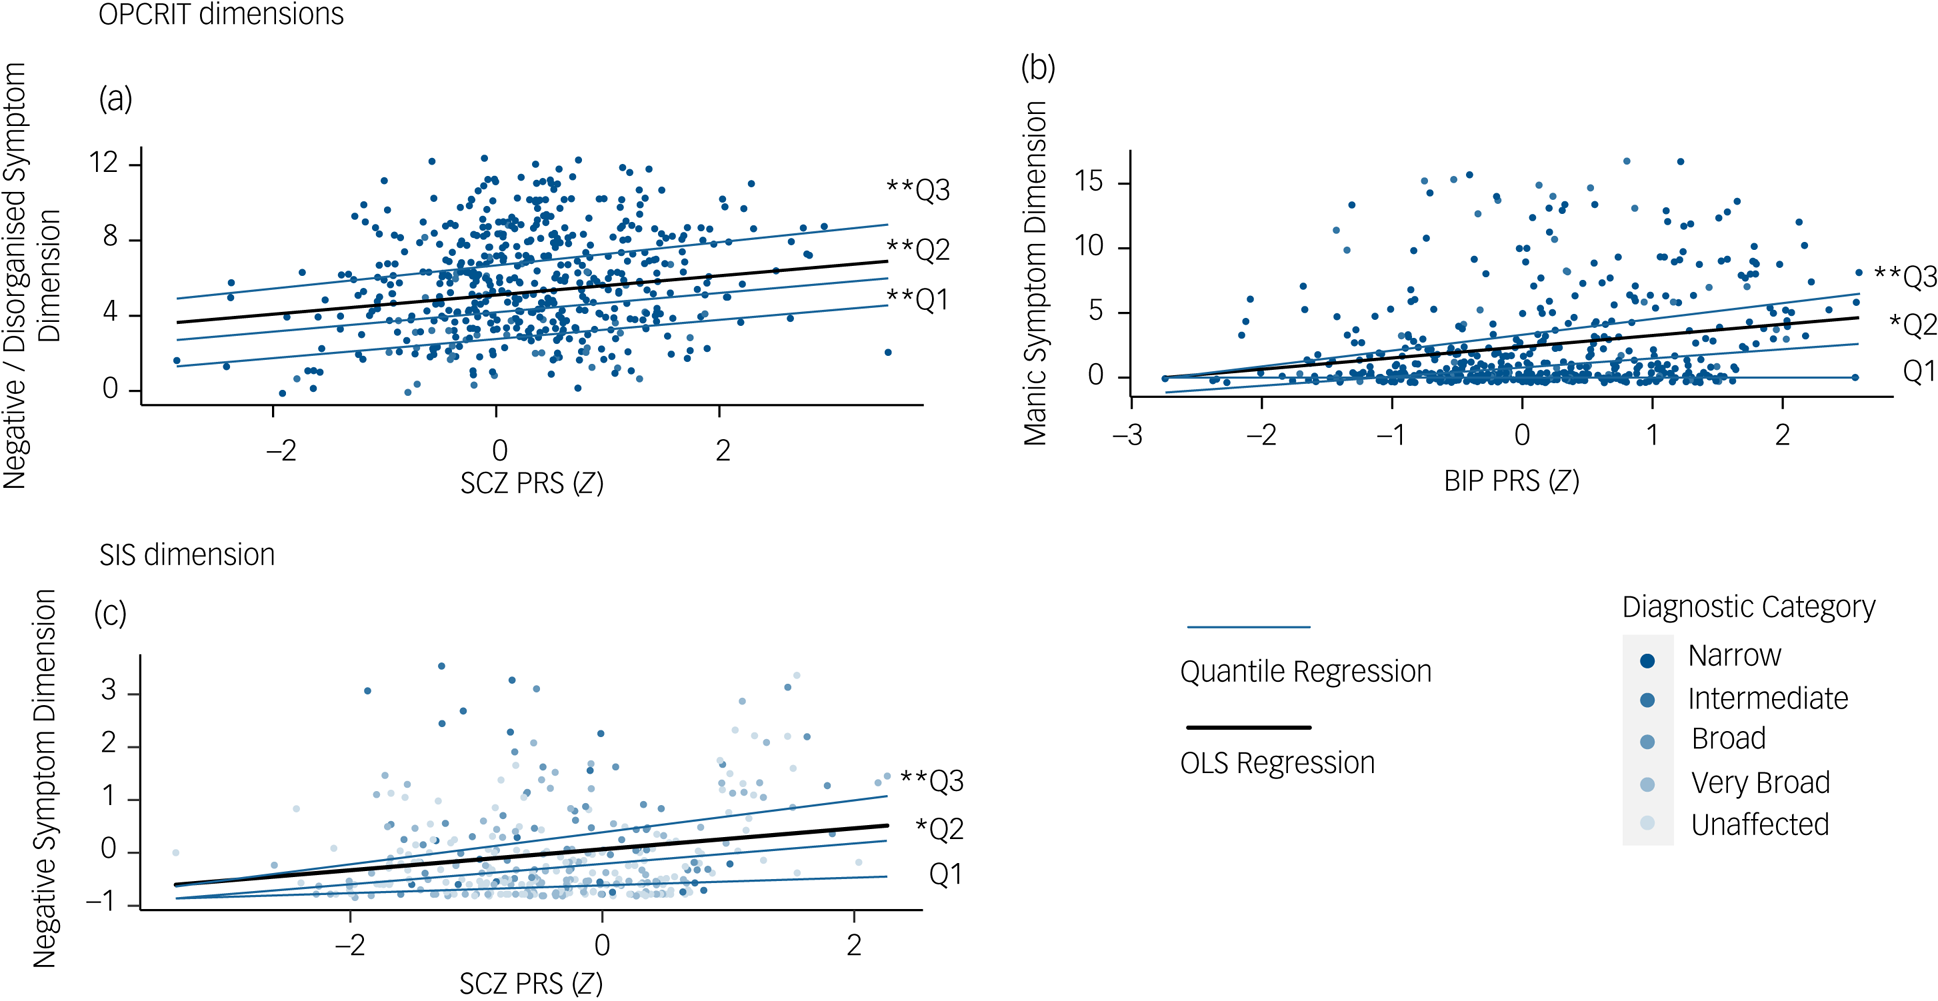 OPCRIT dimensions
(a)
Negative / Disorganised Symptom
Dimension
12
8
4
0
**Q3
**Q2
**Q1
–2
0
2
SCZ PRS (Z)
(b)
Manic Symptom Dimension
15
10
5
0
**Q3
*Q2
Q1
–3
–2
–1
0
1
2
BIP PRS (Z)
SIS dimension
(c)
Negative Symptom Dimension
3
2
1
0
–1
**Q3
*Q2
Q1
–2
0
2
SCZ PRS (Z)
Quantile Regression
OLS Regression
Diagnostic Category
Narrow
Intermediate
Broad
Very Broad
Unaffected